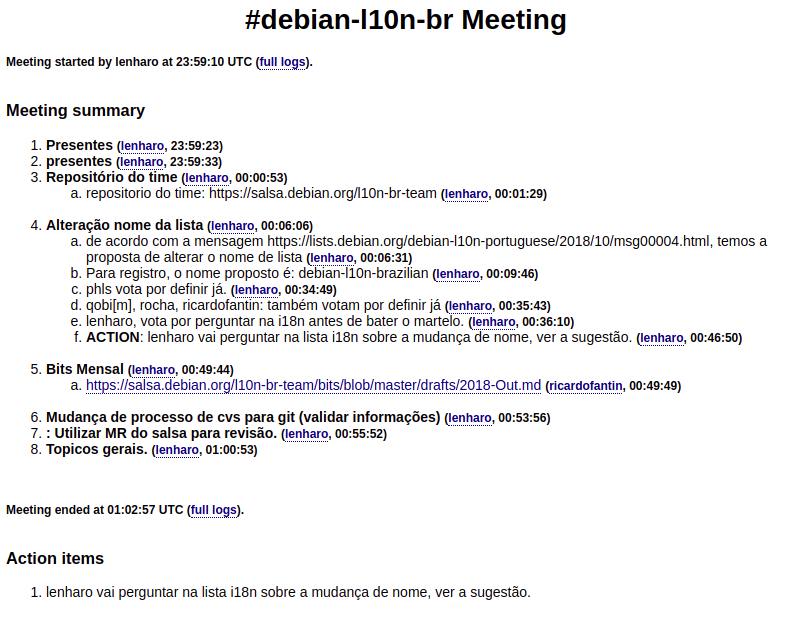 #debian-l10n-br Meeting
Meeting started by lenharo at 23:59:10 UTC (full logs).
Meeting summary
1. Presentes (lenharo, 23:59:23)
2. presentes (lenharo, 23:59:33)
3. Repositório do time (lenharo, 00:00:53)
a. repositorio do time: https://salsa.debian.org/l10n-br-team (lenharo, 00:01:29)
4. Alteração nome da lista (lenharo, 00:06:06)
a. de acordo com a mensagem https://lists.debian.org/debian-l10n-portuguese/2018/10/msg00004.html, temos a
proposta de alterar o nome de lista (lenharo, 00:06:31)
b. Para registro, o nome proposto é: debian-l10n-brazilian (lenharo, 00:09:46)
c. phls vota por definir já. (lenharo, 00:34:49)
d. qobi[m], rocha, ricardofantin: também votam por definir já (lenharo, 00:35:43)
e. lenharo, vota por perguntar na i18n antes de bater o martelo. (lenharo, 00:36:10)
f. ACTION: lenharo vai perguntar na lista i18n sobre a mudança de nome, ver a sugestão. (lenharo, 00:46:50)
5. Bits Mensal (lenharo, 00:49:44)
a. https://salsa.debian.org/l10n-br-team/bits/blob/master/drafts/2018-Out.md (ricardofantin, 00:49:49)
6. Mudança de processo de cvs para git (validar informações) (lenharo, 00:53:56)
7. : Utilizar MR do salsa para revisão. (lenharo, 00:55:52)
8. Topicos gerais. (lenharo, 01:00:53)
Meeting ended at 01:02:57 UTC (full logs).
Action items
1. lenharo vai perguntar na lista i18n sobre a mudança de nome, ver a sugestão.